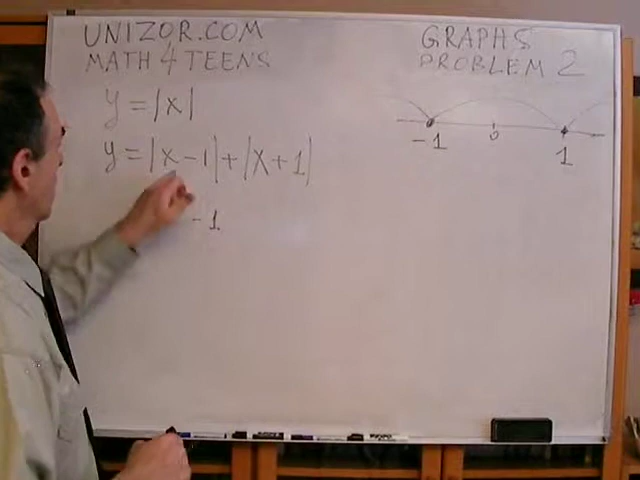 UNIZOR.COM
MATH 4 TEENS
GRAPHS
PROBLEM 2
y = |x|
y = |x - 1| + |x + 1|
-1 0 1
- 1